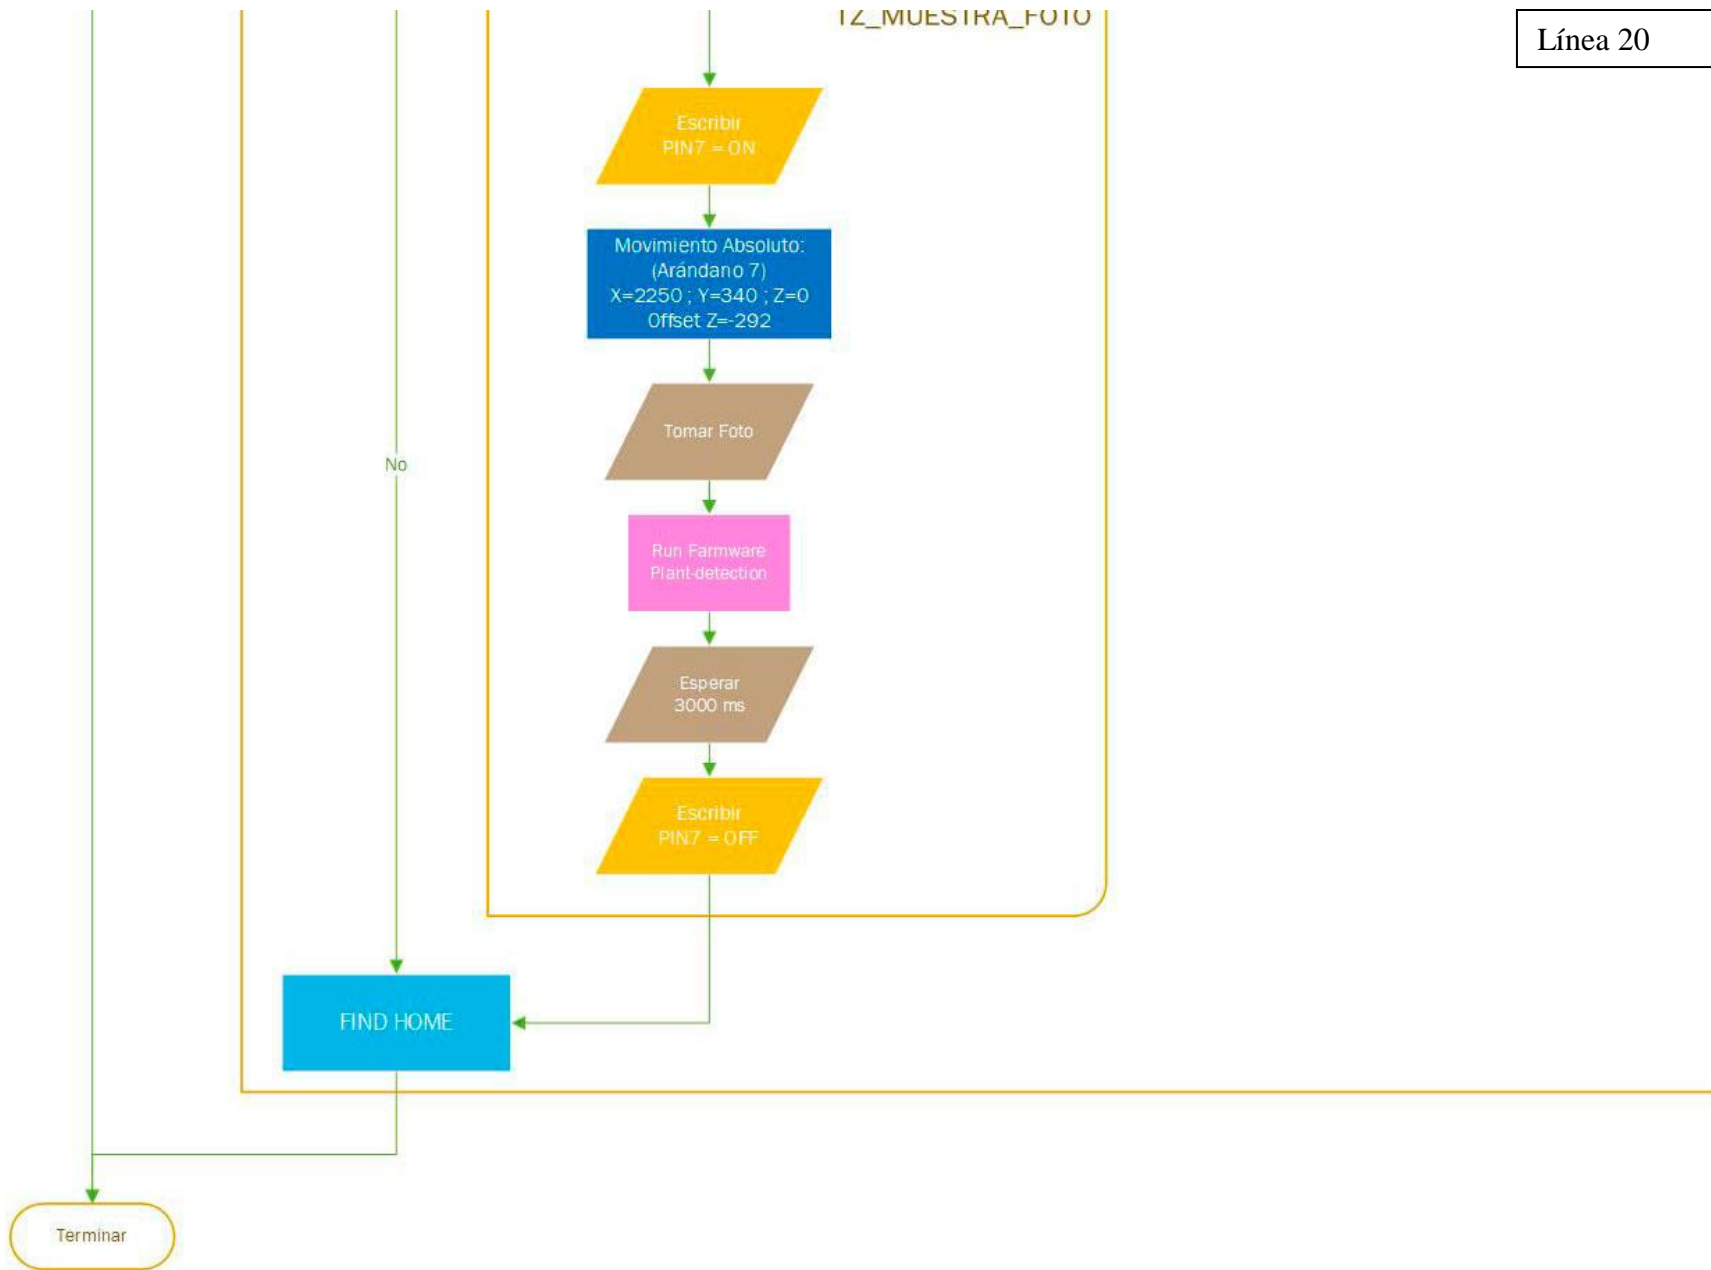 TZ_MUESTRA_FOTO
Línea 20
Escribir
PIN7 = ON
Movimiento Absoluto:
(Arándano 7)
X=2250 ; Y=340 ; Z=0
Offset Z=-292
Tomar Foto
No
Run Farmware
Plant-detection
Esperar
3000 ms
Escribir
PIN7 = OFF
FIND HOME
Terminar